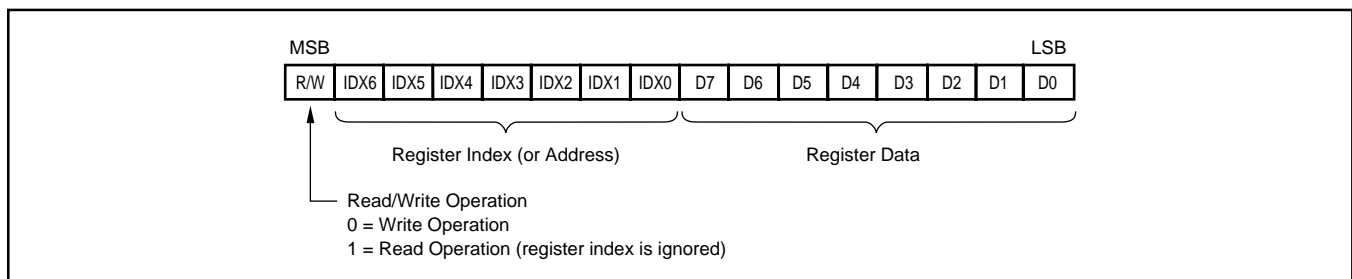 MSB LSB
R/W IDX6 IDX5 IDX4 IDX3 IDX2 IDX1 IDX0 D7 D6 D5 D4 D3 D2 D1 D0
Register Index (or Address) Register Data
Read/Write Operation
0 = Write Operation
1 = Read Operation (register index is ignored)